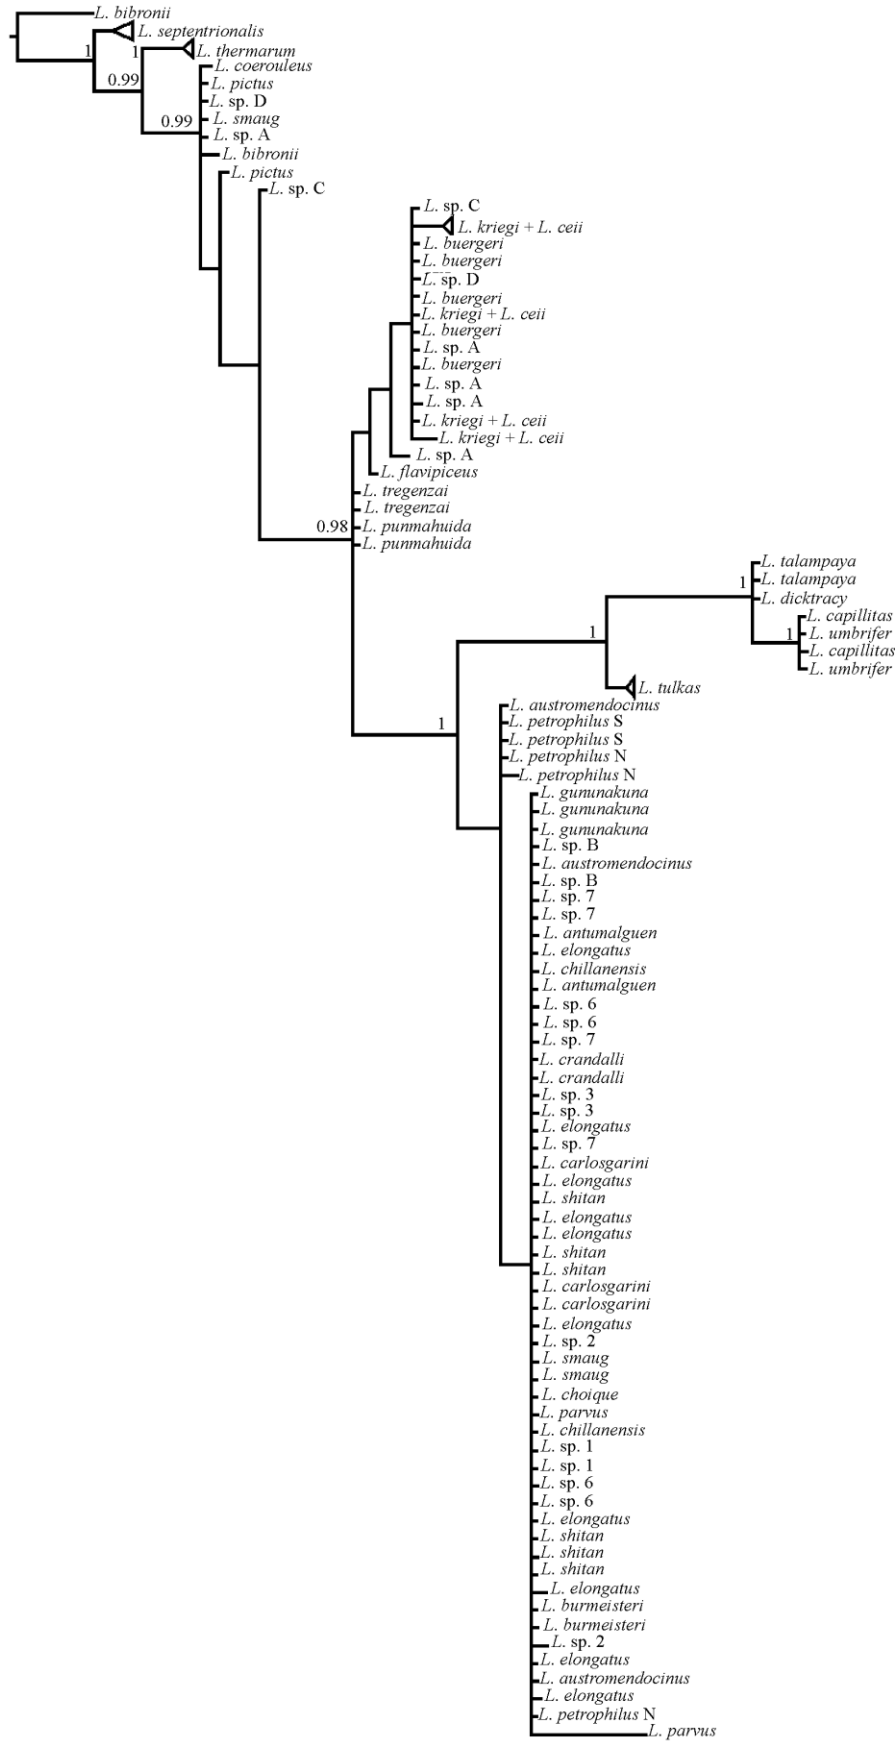 L. bibronii
L. septentrionalis
1
1
L. thermarum
L. coerouleus
0.99
L. pictus
L. sp. D
L. smaug
0.99
L. sp. A
L. bibronii
L. pictus
L. sp. C
L. sp. C
L. kriegi + L. ceii
L. buergeri
L. buergeri
L. sp. D
L. buergeri
L. kriegi + L. ceii
L. buergeri
L. sp. A
L. buergeri
L. sp. A
L. sp. A
L. kriegi + L. ceii
L. kriegi + L. ceii
L. sp. A
L. flavipiceus
L. tregenzai
L. tregenzai
0.98
L. punmahuida
L. punmahuida
L. talampaya
1
L. talampaya
L. dicktracy
L. capillitas
1
1
L. umbrifer
L. capillitas
L. umbrifer
L. tulkas
L. austromendocinus
1
L. petrophilus S
L. petrophilus S
L. petrophilus N
L. petrophilus N
L. gununakuna
L. gununakuna
L. gununakuna
L. sp. B
L. austromendocinus
L. sp. B
L. sp. 7
L. sp. 7
L. antumalguen
L. elongatus
L. chillanensis
L. antumalguen
L. sp. 6
L. sp. 6
L. sp. 7
L. crandalli
L. crandalli
L. sp. 3
L. sp. 3
L. elongatus
L. sp. 7
L. carlosgarini
L. elongatus
L. shitan
L. elongatus
L. elongatus
L. shitan
L. shitan
L. carlosgarini
L. carlosgarini
L. elongatus
L. sp. 2
L. smaug
L. smaug
L. choique
L. parvus
L. chillanensis
L. sp. 1
L. sp. 1
L. sp. 6
L. sp. 6
L. elongatus
L. shitan
L. shitan
L. shitan
L. elongatus
L. burmeisteri
L. burmeisteri
L. sp. 2
L. elongatus
L. austromendocinus
L. elongatus
L. petrophilus N
L. parvus